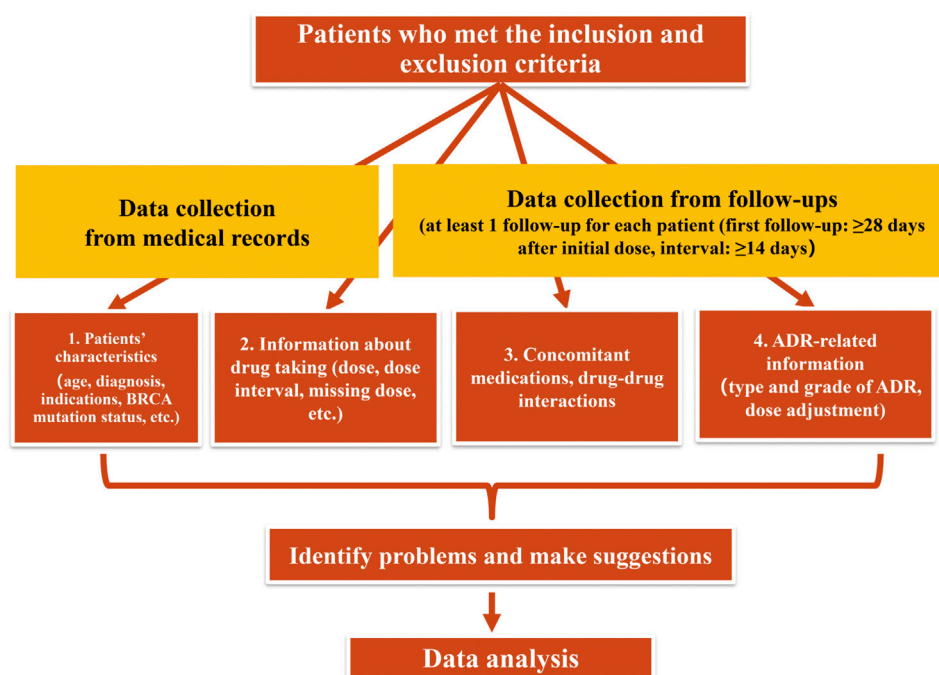 Patients who met the inclusion and
exclusion criteria
Data collection
from medical records
Data collection from follow-ups
(at least 1 follow-up for each patient (first follow-up: ≥28 days
after initial dose, interval: ≥14 days）
1. Patients'
characteristics
（age, diagnosis,
indications, BRCA
mutation status, etc.)
2. Information about
drug taking (dose, dose
interval, missing dose,
etc.)
3. Concomitant
medications, drug-drug
interactions
4. ADR-related
information
（type and grade of ADR,
dose adjustment)
Identify problems and make suggestions
Data analysis